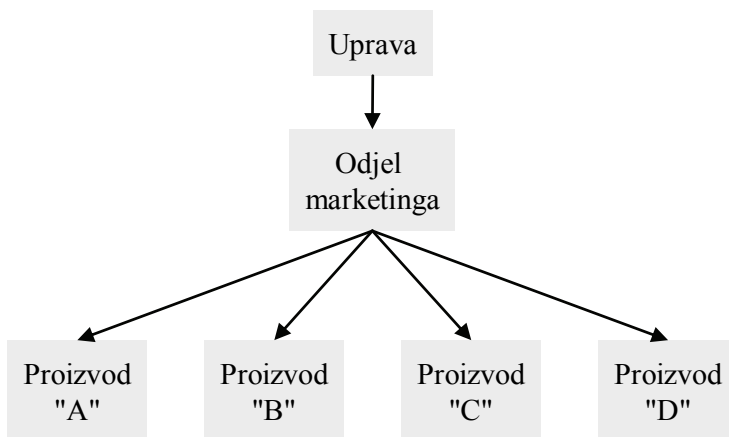 Uprava
Odjel
marketinga
Proizvod
"A"
Proizvod
"B"
Proizvod
"C"
Proizvod
"D"